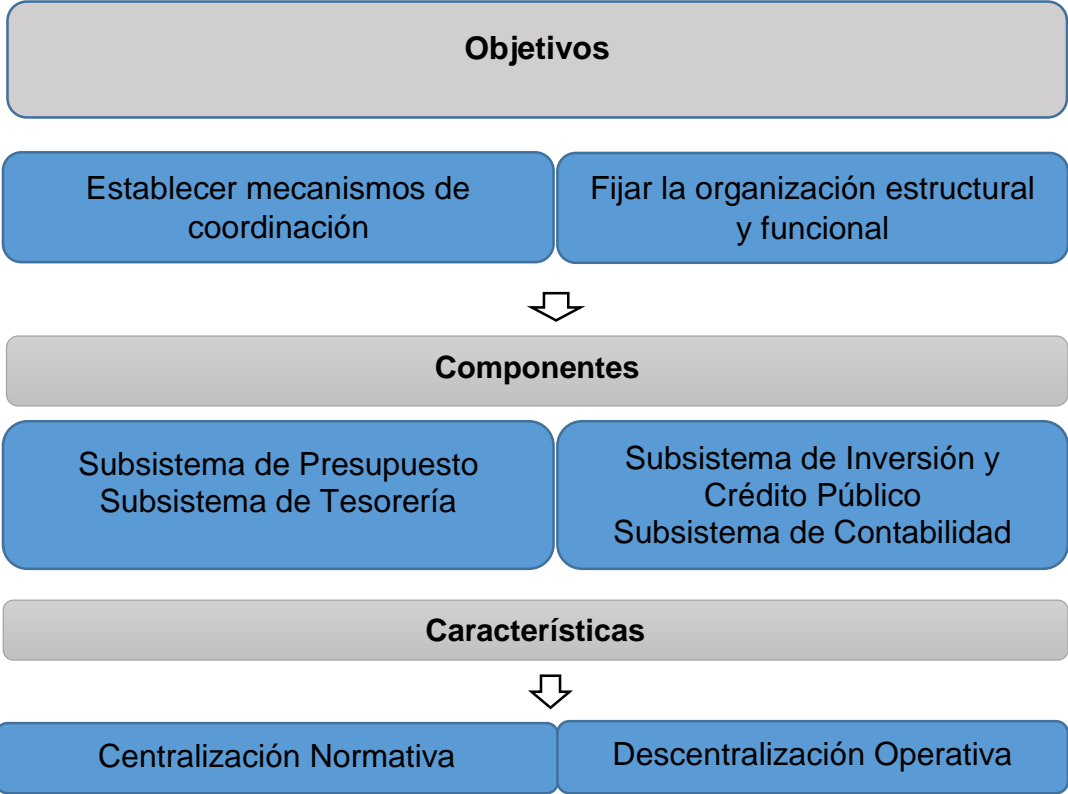 Objetivos
Establecer mecanismos de
coordinación
Fijar la organización estructural
y funcional
Componentes
Subsistema de Presupuesto
Subsistema de Tesorería
Subsistema de Inversión y
Crédito Público
Subsistema de Contabilidad
Características
Centralización Normativa
Descentralización Operativa